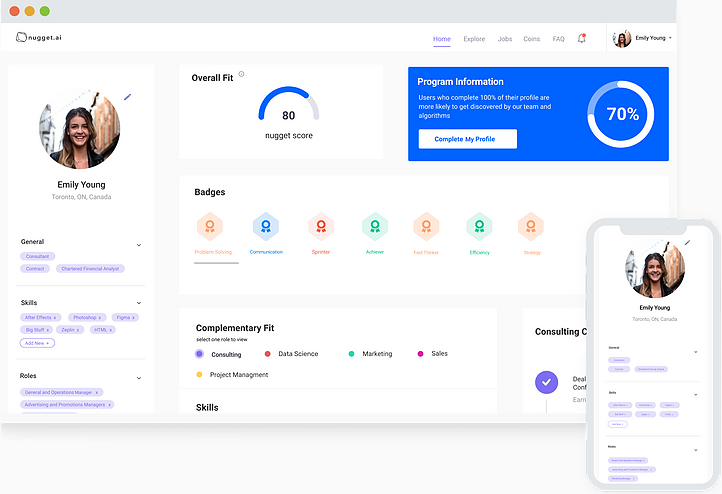 nugget.ai
Home
Explore
Jobs
Coins
FAQ
Emily Young
Emily Young
Toronto, ON, Canada
General
Consultant
Contract
Chartered Financial Analyst
Skills
After Effects x
Photoshop x
Figma x
Big Stuff x
Zeplin x
HTML x
Add New +
Roles
General and Operations Manager x
Advertising and Promotions Managers x
Overall Fit
80
nugget score
Program Information
Users who complete 100% of their profile are
more likely to get discovered by our team and
algorithms
Complete My Profile
70%
Badges
Problem Solving
Communication
Sprinter
Achiever
Fast Thinker
Efficiency
Strategy
Complementary Fit
select one role to view
Consulting
Data Science
Marketing
Sales
Project Managment
Skills
Consulting C
Deal
Conf
Earn
Emily Young
Toronto, ON, Canada
General
Skills
Roles